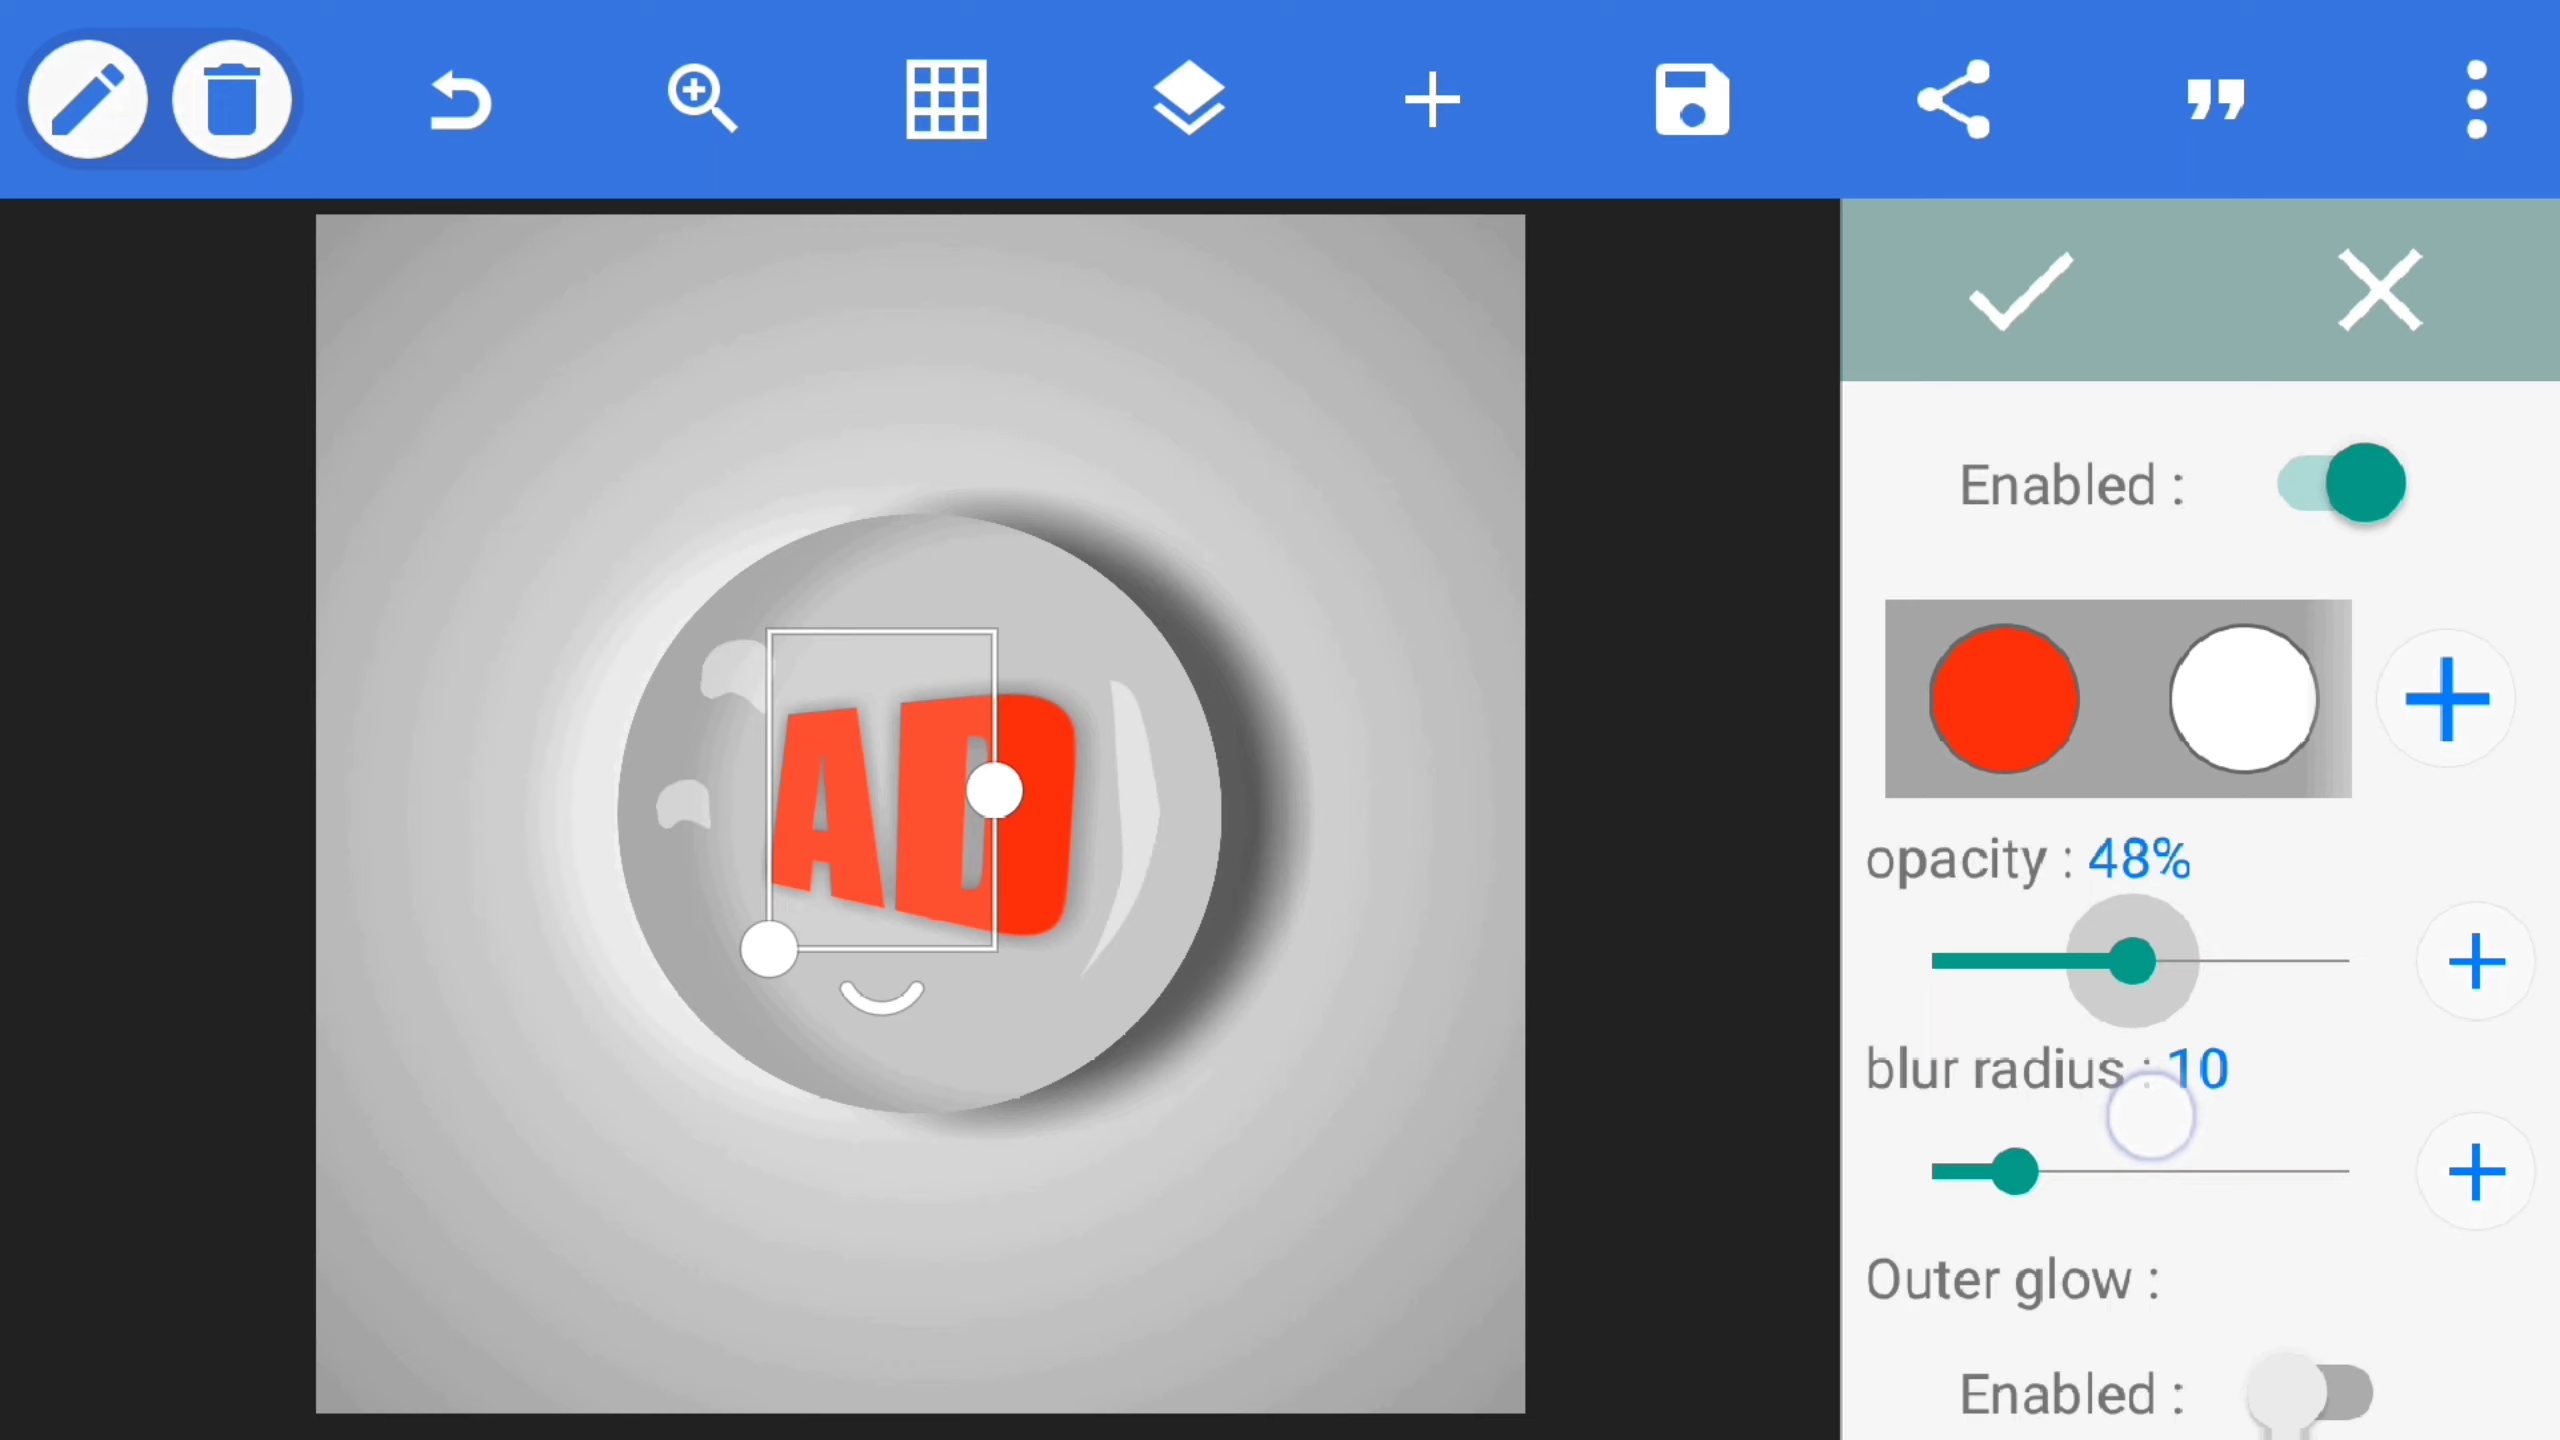 Enabled :
AD
opacity : 48%
blur radius : 10
Outer glow :
Enabled :